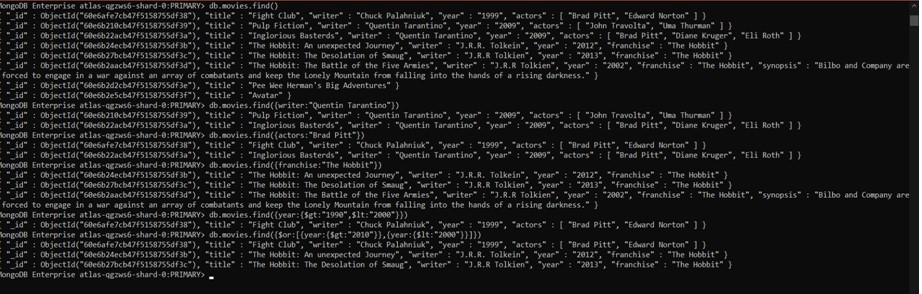 MongoDB Enterprise atlas-qgzws6-shard-0:PRIMARY> db.movies.find()
{ "_id" : ObjectId("60e6afe7cb47f5158755df38"), "title" : "Fight Club", "writer" : "Chuck Palahniuk", "year" : "1999", "actors" : [ "Brad Pitt", "Edward Norton" ] }
{ "_id" : ObjectId("60e6b210cb47f5158755df39"), "title" : "Pulp Fiction", "writer" : "Quentin Tarantino", "year" : "2009", "actors" : [ "John Travolta", "Uma Thurman" ] }
{ "_id" : ObjectId("60e6b22acb47f5158755df3a"), "title" : "Inglorious Basterds", "writer" : "Quentin Tarantino", "year" : "2009", "actors" : [ "Brad Pitt", "Diane Kruger", "Eli Roth" ] }
{ "_id" : ObjectId("60e6b24ecb47f5158755df3b"), "title" : "The Hobbit: An unexpected Journey", "writer" : "J.R.R. Tolkein", "year" : "2012", "franchise" : "The Hobbit" }
{ "_id" : ObjectId("60e6b27ecb47f5158755df3c"), "title" : "The Hobbit: The Desolation of Smaug", "writer" : "J.R.R Tolkien", "year" : "2013", "franchise" : "The Hobbit" }
{ "_id" : ObjectId("60e6b2acb47f5158755df3d"), "title" : "The Hobbit: The Battle of the Five Armies", "writer" : "J.R.R Tolkien", "year" : "2002", "franchise" : "The Hobbit", "synopsis" : "Bilbo and Company are
forced to engage in a war against an array of combatants and keep the Lonely Mountain from falling into the hands of a rising darkness." }
{ "_id" : ObjectId("60e6b2d5cb47f5158755df3e"), "title" : "Pee Wee Herman's Big Adventures" }
{ "_id" : ObjectId("60e6b2e5cb47f5158755df3f"), "title" : "Avatar" }
MongoDB Enterprise atlas-qgzws6-shard-0:PRIMARY> db.movies.find({writer:"Quentin Tarantino"})
{ "_id" : ObjectId("60e6b210cb47f5158755df39"), "title" : "Pulp Fiction", "writer" : "Quentin Tarantino", "year" : "2009", "actors" : [ "John Travolta", "Uma Thurman" ] }
{ "_id" : ObjectId("60e6b22acb47f5158755df3a"), "title" : "Inglorious Basterds", "writer" : "Quentin Tarantino", "year" : "2009", "actors" : [ "Brad Pitt", "Diane Kruger", "Eli Roth" ] }
MongoDB Enterprise atlas-qgzws6-shard-0:PRIMARY> db.movies.find({actors:"Brad Pitt"})
{ "_id" : ObjectId("60e6afe7cb47f5158755df38"), "title" : "Fight Club", "writer" : "Chuck Palahniuk", "year" : "1999", "actors" : [ "Brad Pitt", "Edward Norton" ] }
{ "_id" : ObjectId("60e6b22acb47f5158755df3a"), "title" : "Inglorious Basterds", "writer" : "Quentin Tarantino", "year" : "2009", "actors" : [ "Brad Pitt", "Diane Kruger", "Eli Roth" ] }
MongoDB Enterprise atlas-qgzws6-shard-0:PRIMARY> db.movies.find({franchise:"The Hobbit"})
{ "_id" : ObjectId("60e6b24ecb47f5158755df3b"), "title" : "The Hobbit: An unexpected Journey", "writer" : "J.R.R. Tolkein", "year" : "2012", "franchise" : "The Hobbit" }
{ "_id" : ObjectId("60e6b27ecb47f5158755df3c"), "title" : "The Hobbit: The Desolation of Smaug", "writer" : "J.R.R Tolkien", "year" : "2013", "franchise" : "The Hobbit" }
{ "_id" : ObjectId("60e6b2acb47f5158755df3d"), "title" : "The Hobbit: The Battle of the Five Armies", "writer" : "J.R.R Tolkien", "year" : "2002", "franchise" : "The Hobbit", "synopsis" : "Bilbo and Company are
forced to engage in a war against an array of combatants and keep the Lonely Mountain from falling into the hands of a rising darkness." }
MongoDB Enterprise atlas-qgzws6-shard-0:PRIMARY> db.movies.find({year:{$gt:"1990",$lt:"2000"}})
{ "_id" : ObjectId("60e6afe7cb47f5158755df38"), "title" : "Fight Club", "writer" : "Chuck Palahniuk", "year" : "1999", "actors" : [ "Brad Pitt", "Edward Norton" ] }
MongoDB Enterprise atlas-qgzws6-shard-0:PRIMARY> db.movies.find({$or:[{year:{$gt:"2010"}},{year:{$lt:"2000"}}]})
{ "_id" : ObjectId("60e6afe7cb47f5158755df38"), "title" : "Fight Club", "writer" : "Chuck Palahniuk", "year" : "1999", "actors" : [ "Brad Pitt", "Edward Norton" ] }
{ "_id" : ObjectId("60e6b24ecb47f5158755df3b"), "title" : "The Hobbit: An unexpected Journey", "writer" : "J.R.R. Tolkein", "year" : "2012", "franchise" : "The Hobbit" }
{ "_id" : ObjectId("60e6b27ecb47f5158755df3c"), "title" : "The Hobbit: The Desolation of Smaug", "writer" : "J.R.R Tolkien", "year" : "2013", "franchise" : "The Hobbit" }
MongoDB Enterprise atlas-qgzws6-shard-0:PRIMARY>